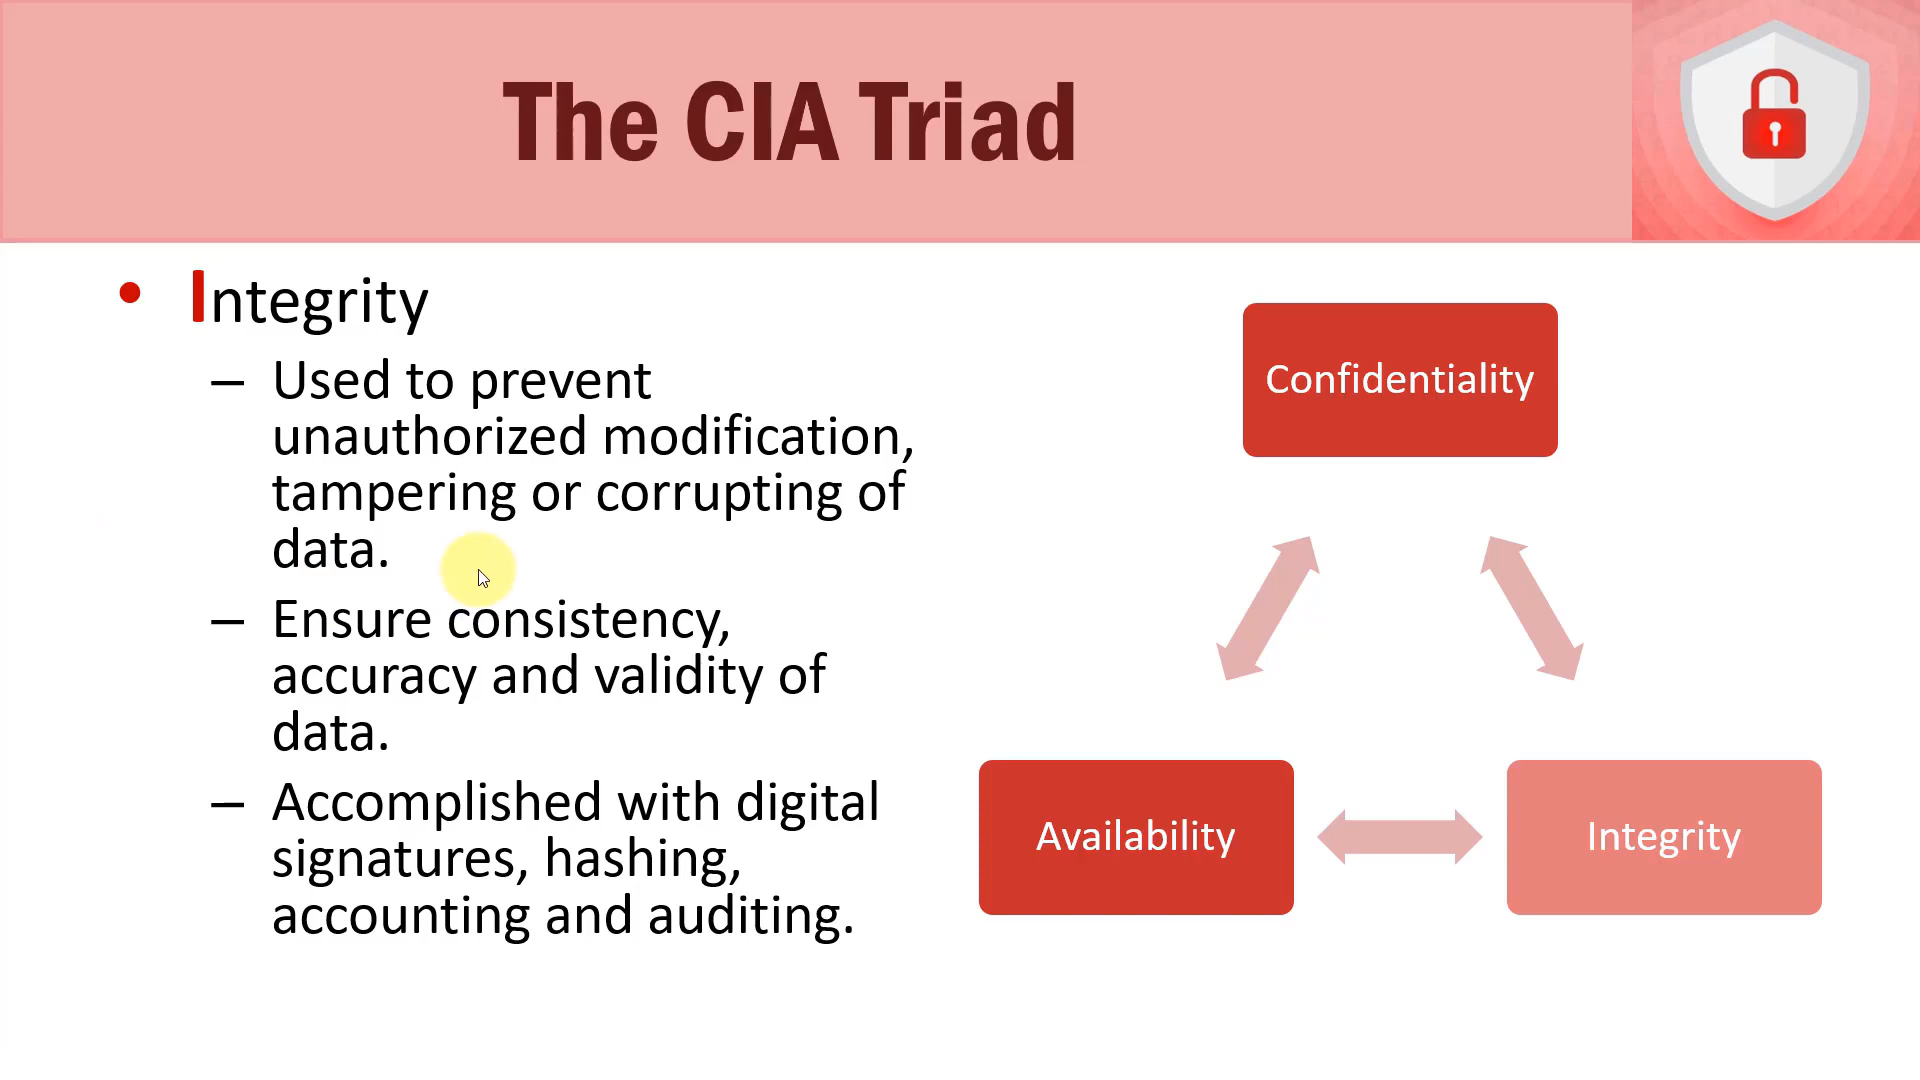 The CIA Triad
• Integrity
– Used to prevent
unauthorized modification,
tampering or corrupting of
data.
– Ensure consistency,
accuracy and validity of
data.
– Accomplished with digital
signatures, hashing,
accounting and auditing.
Confidentiality
Availability
Integrity